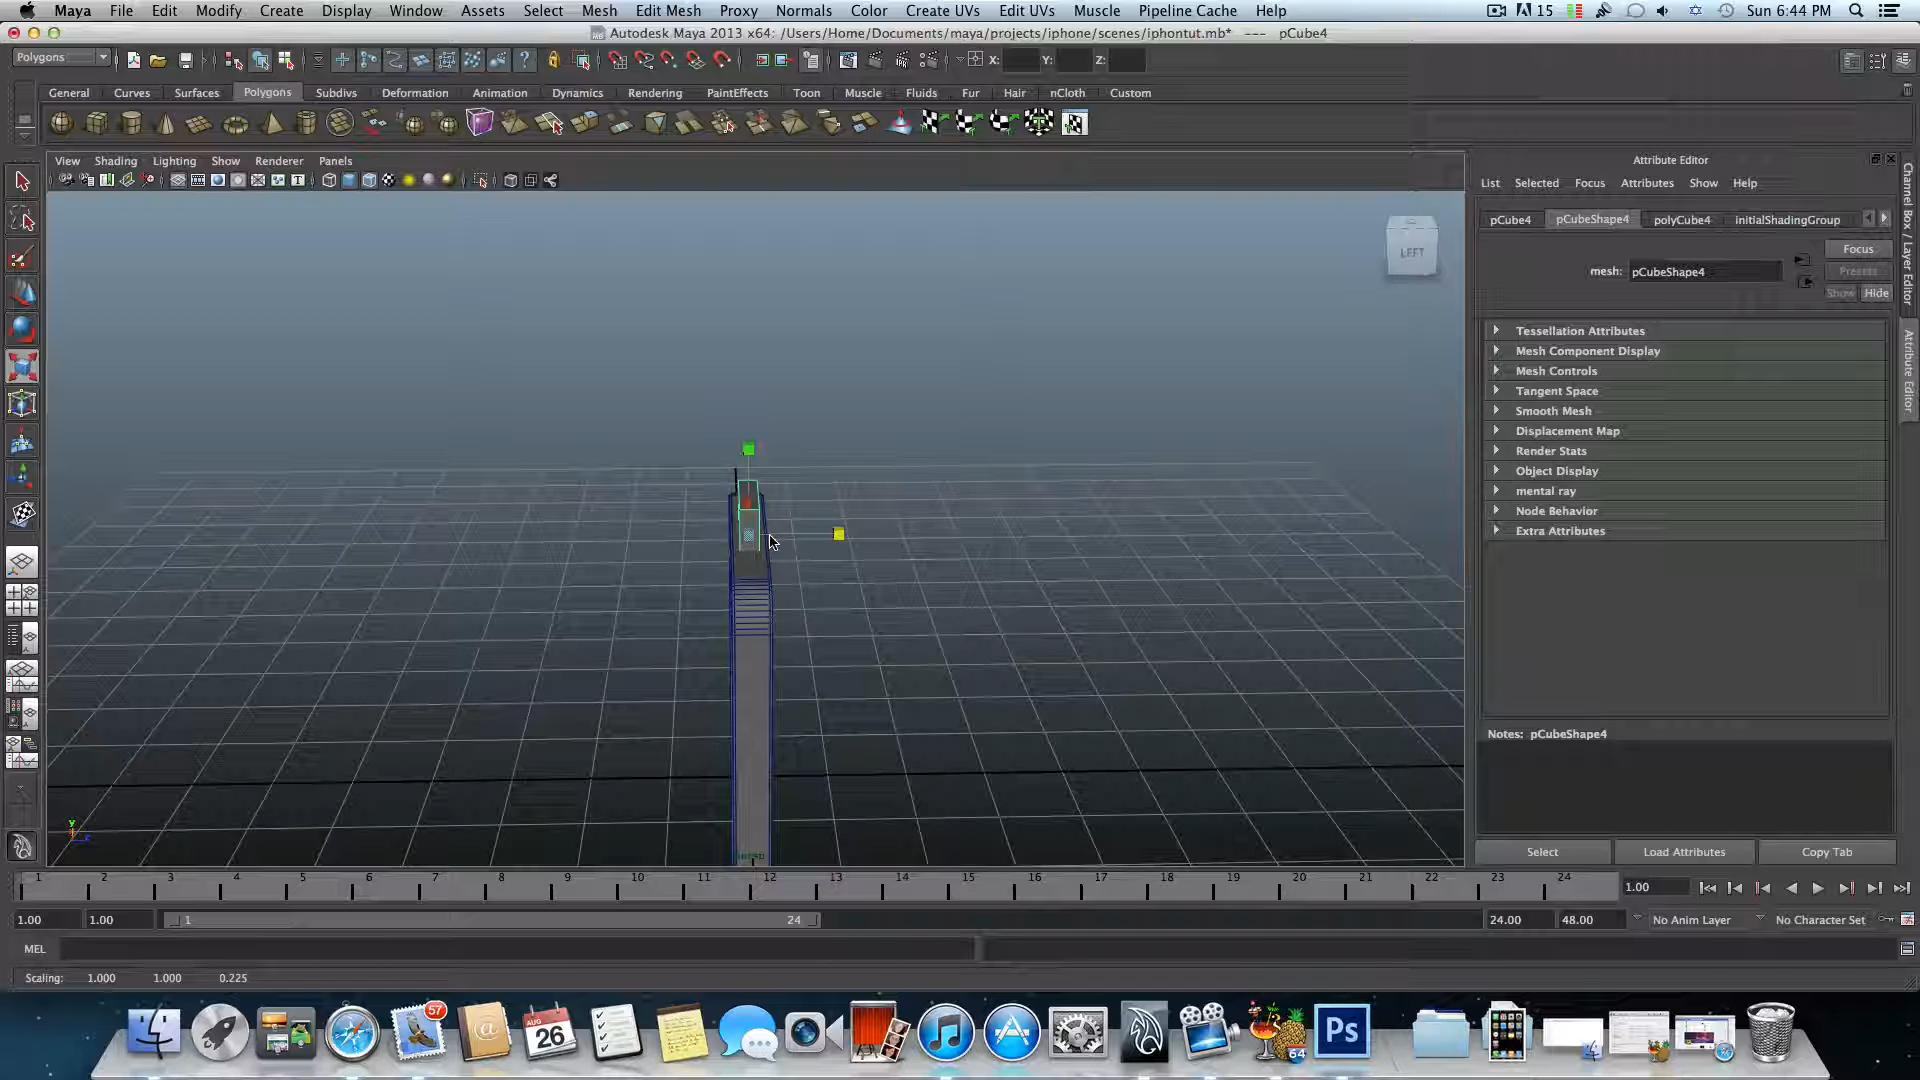 Maya File Edit Modify Create Display Window Assets Select Mesh Edit Mesh Proxy Normals Color Create UVs Edit UVs Muscle Pipeline Cache Help 15 Sun 6:44 PM
Autodesk Maya 2013 x64: /Users/Home/Documents/maya/projects/iphone/scenes/iphontut.mb* --- pCube4
Polygons X: Y: Z:
General Curves Surfaces Polygons Subdivs Deformation Animation Dynamics Rendering PaintEffects Toon Muscle Fluids Fur Hair nCloth Custom
View Shading Lighting Show Renderer Panels
Attribute Editor
List Selected Focus Attributes Show Help
pCube4 pCubeShape4 polyCube4 initialShadingGroup
Focus
mesh: pCubeShape4 Presets
Show Hide
LEFT
Tessellation Attributes
Mesh Component Display
Mesh Controls
Tangent Space
Smooth Mesh
Displacement Map
Render Stats
Object Display
mental ray
Node Behavior
Extra Attributes
Notes: pCubeShape4
Select Load Attributes Copy Tab
Channel Box / Layer Editor
Attribute Editor
y
1 2 3 4 5 6 7 8 9 10 11 12 13 14 15 16 17 18 19 20 21 22 23 24 1.00
1.00 1.00 1 24 24.00 48.00 No Anim Layer No Character Set
MEL
Scaling: 1.000 1.000 0.225
57
AUG
26
64
Ps